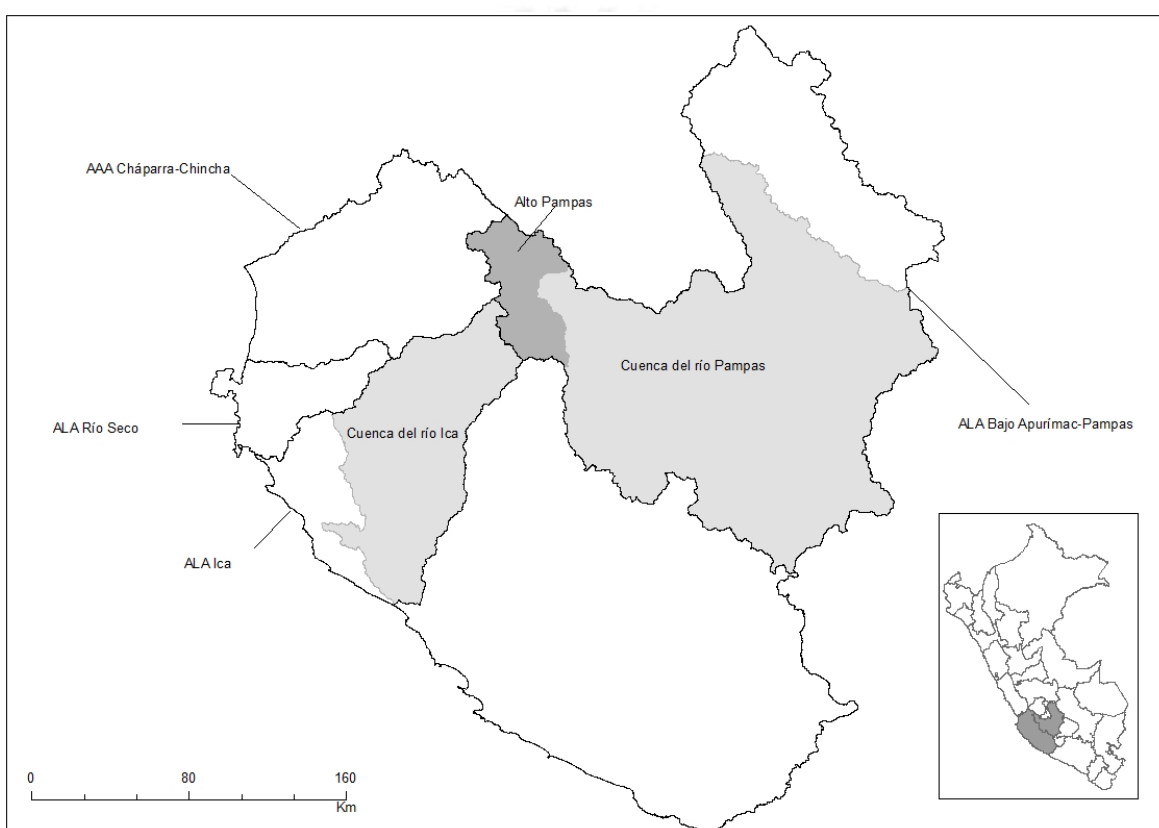 AAA Cháparra-Chincha
Alto Pampas
Cuenca del río Pampas
ALA Río Seco
Cuenca del río Ica
ALA Bajo Apurímac-Pampas
ALA Ica
0 80 160
Km